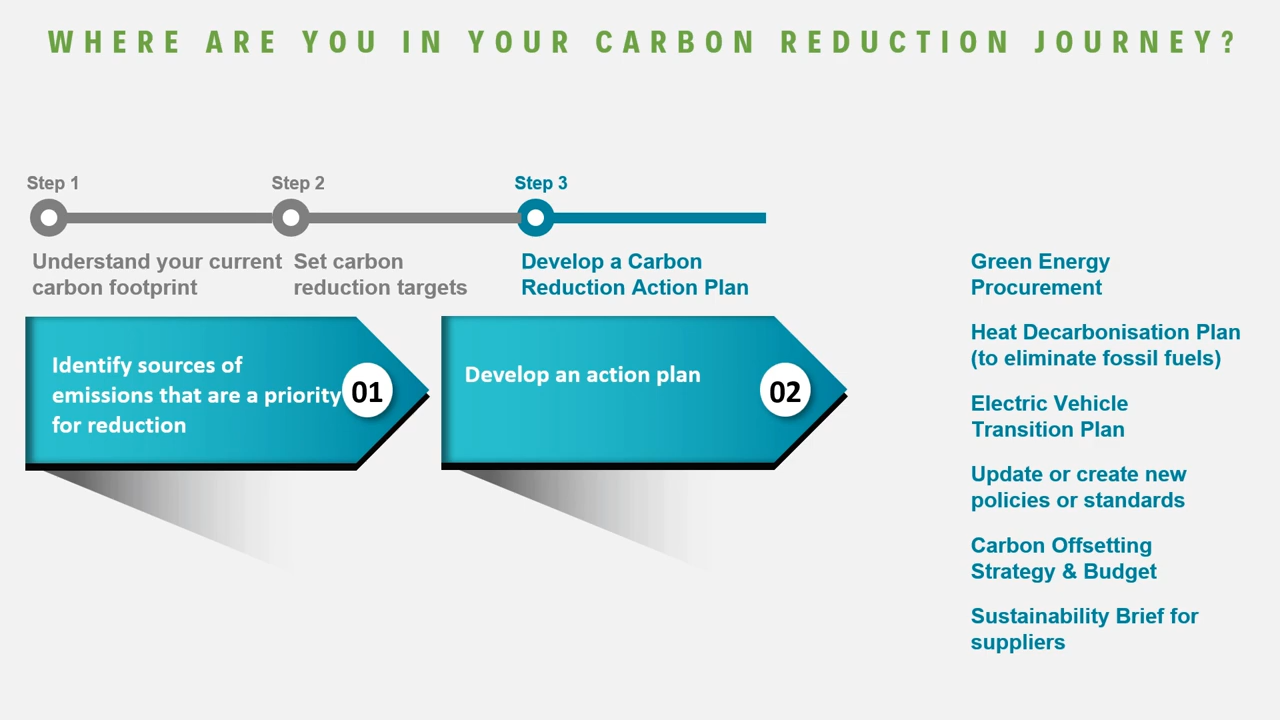 WHERE ARE YOU IN YOUR CARBON REDUCTION JOURNEY?
Step 1
Step 2
Step 3
Understand your current
carbon footprint
Set carbon
reduction targets
Develop a Carbon
Reduction Action Plan
Identify sources of
emissions that are a priority
for reduction
01
Develop an action plan
02
Green Energy
Procurement
Heat Decarbonisation Plan
(to eliminate fossil fuels)
Electric Vehicle
Transition Plan
Update or create new
policies or standards
Carbon Offsetting
Strategy & Budget
Sustainability Brief for
suppliers